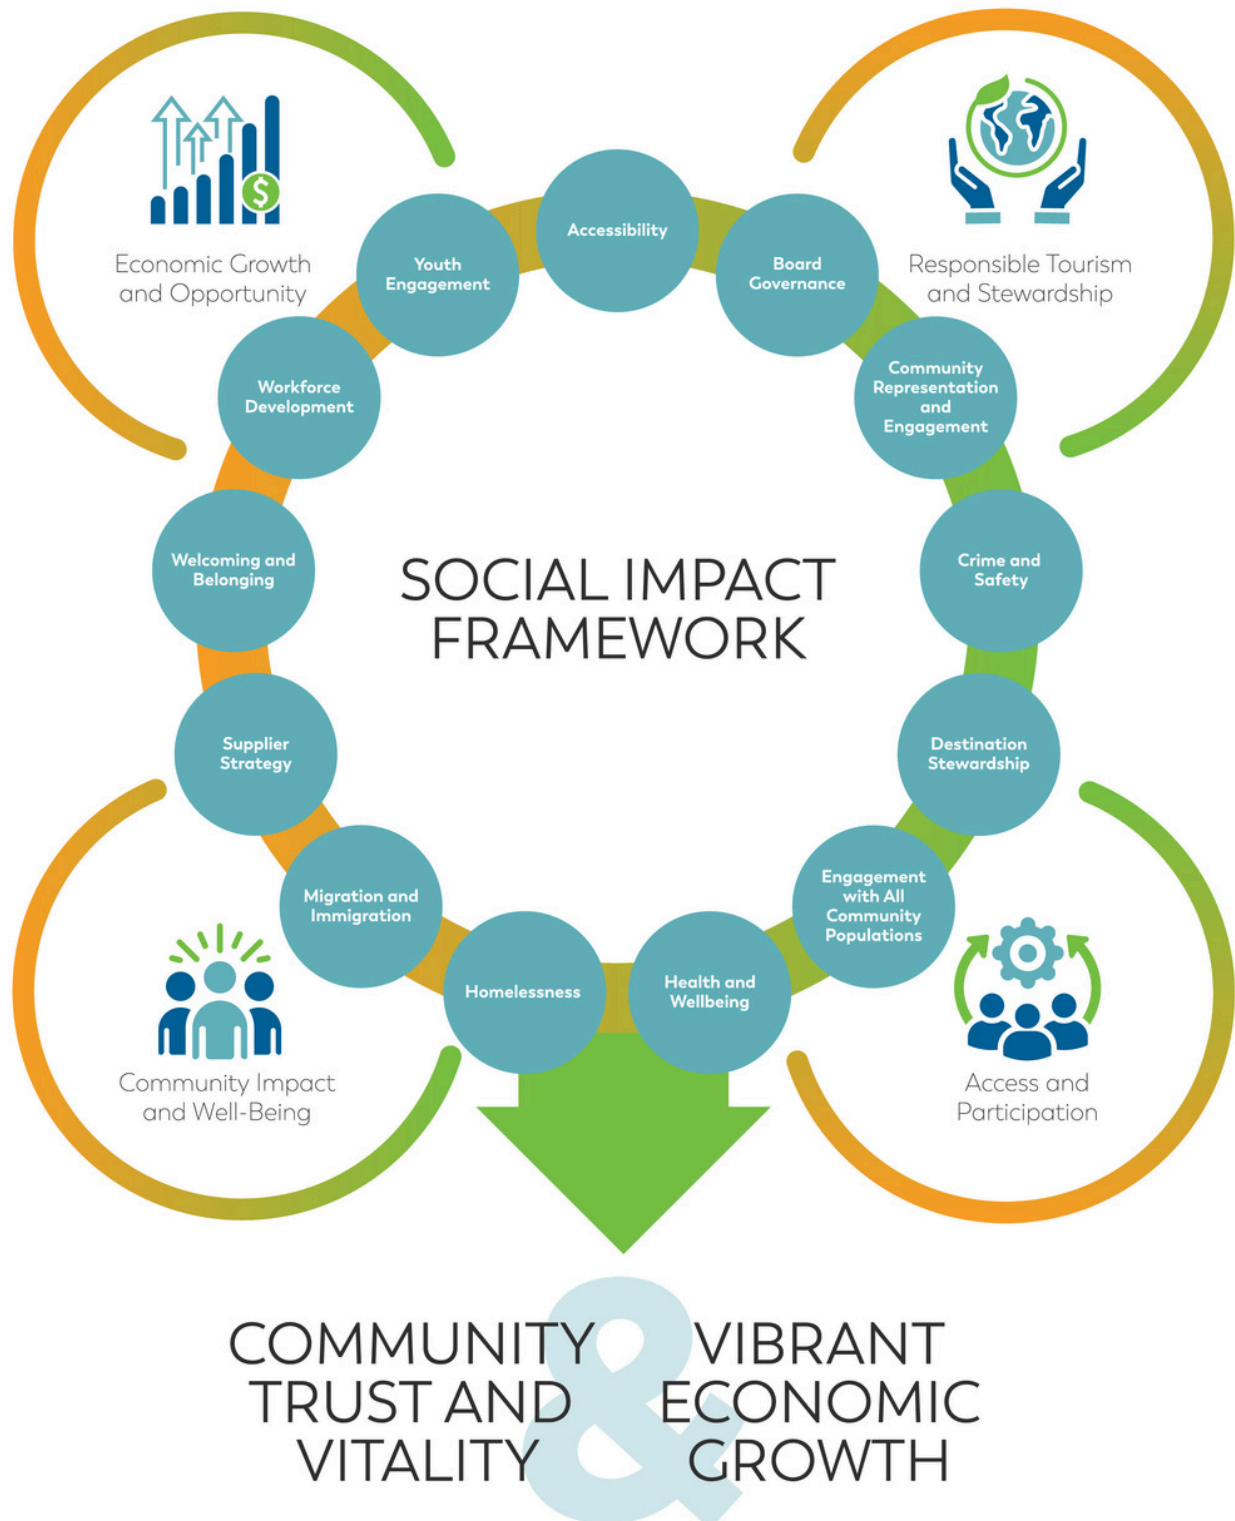 Economic Growth
and Opportunity
Responsible Tourism
and Stewardship
Accessibility
Board
Governance
Community
Representation
and
Engagement
Crime and
Safety
Destination
Stewardship
Engagement
with All
Community
Populations
Health and
Wellbeing
Homelessness
Migration and
Immigration
Supplier
Strategy
Welcoming and
Belonging
Workforce
Development
Youth
Engagement
SOCIAL IMPACT
FRAMEWORK
$
Community Impact
and Well-Being
Access and
Participation
COMMUNITY
TRUST AND
VITALITY
&
VIBRANT
ECONOMIC
GROWTH